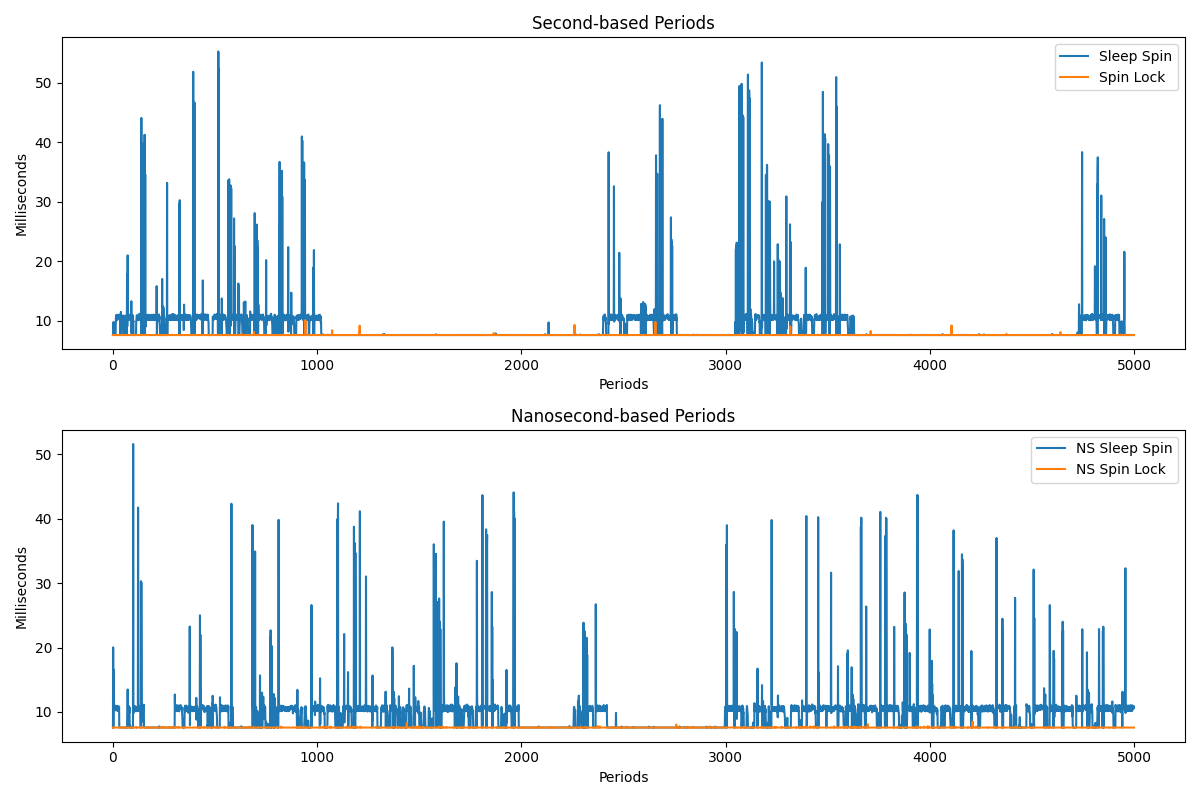 Second-based Periods
Sleep Spin
Spin Lock
50
40
30
20
10
Milliseconds
0 1000 2000 3000 4000 5000
Periods
Nanosecond-based Periods
NS Sleep Spin
NS Spin Lock
50
40
30
20
10
Milliseconds
0 1000 2000 3000 4000 5000
Periods